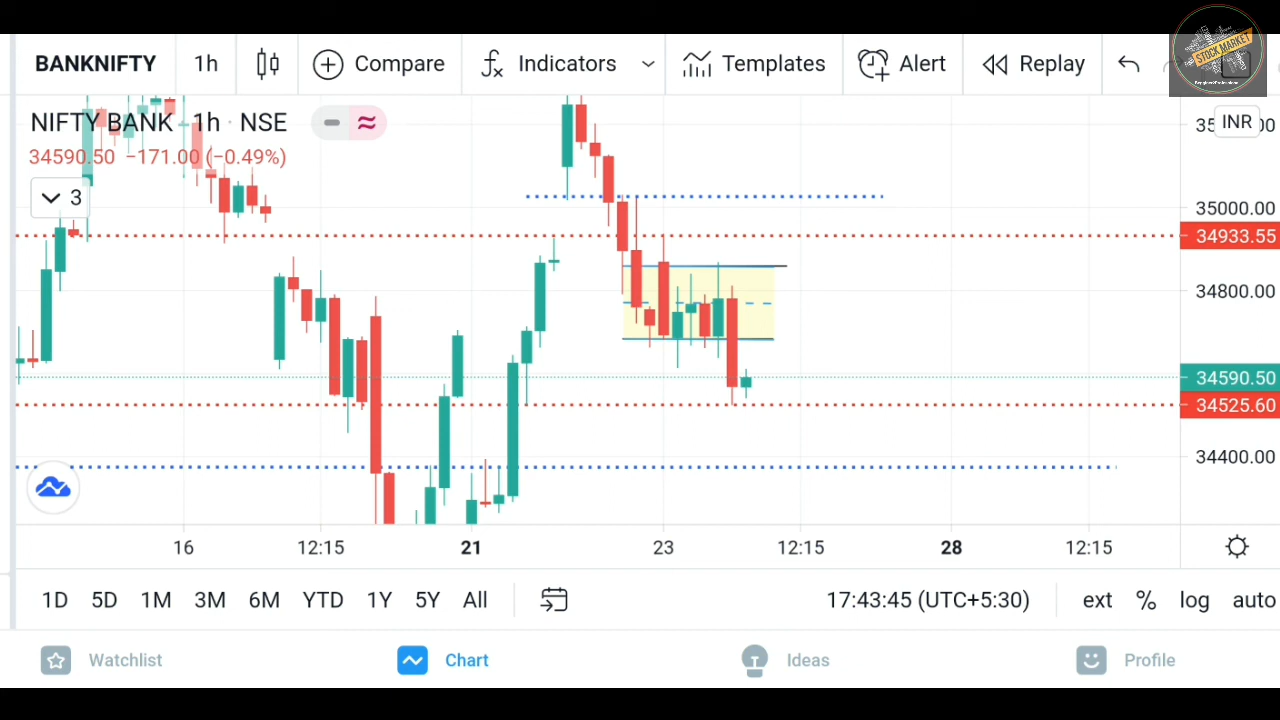 BANKNIFTY 1h Compare Indicators Templates Alert Replay
STOCK MARKET
NIFTY BANK · 1h · NSE
INR
34590.50 −171.00 (−0.49%)
3
35000.00
34933.55
34800.00
34590.50
34525.60
34400.00
16 12:15 21 23 12:15 28 12:15
1D 5D 1M 3M 6M YTD 1Y 5Y All 17:43:45 (UTC+5:30) ext % log auto
Watchlist Chart Ideas Profile